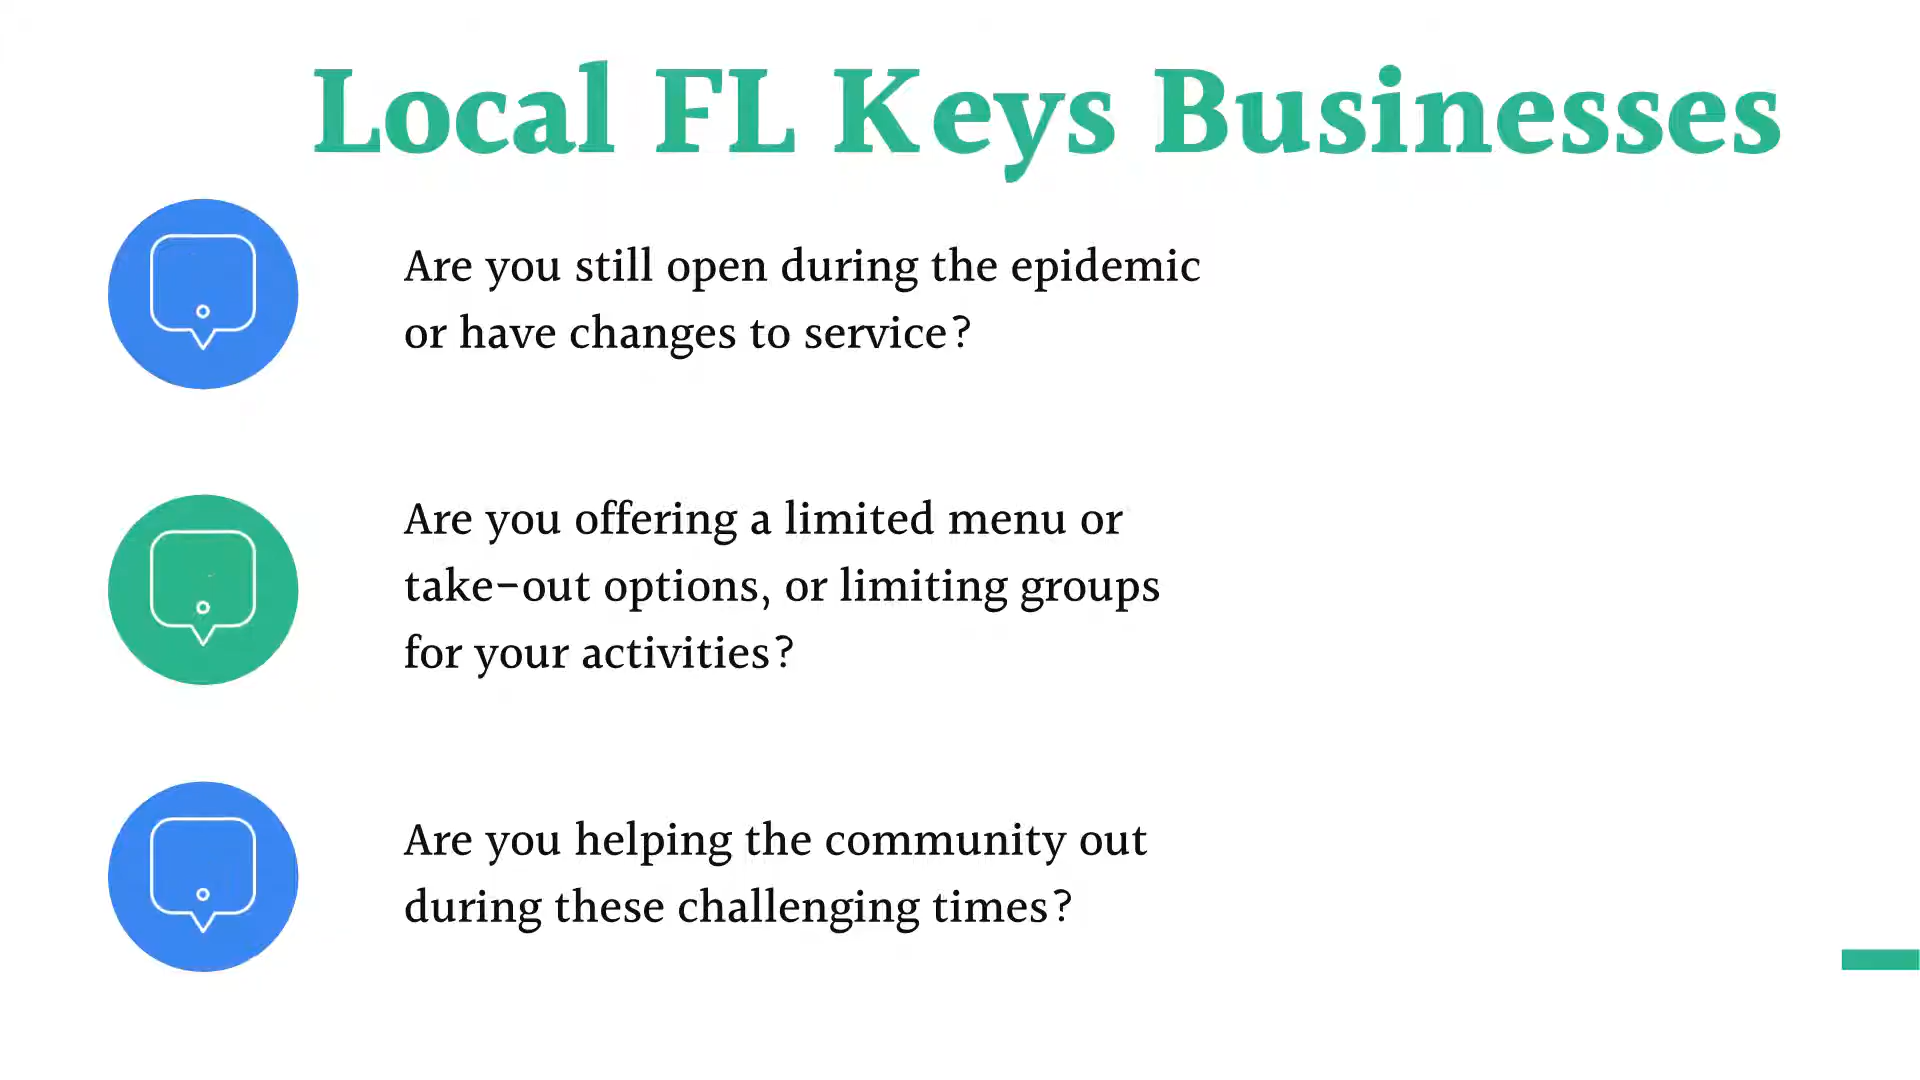 Local FL Keys Businesses
Are you still open during the epidemic
or have changes to service?
Are you offering a limited menu or
take-out options, or limiting groups
for your activities?
Are you helping the community out
during these challenging times?